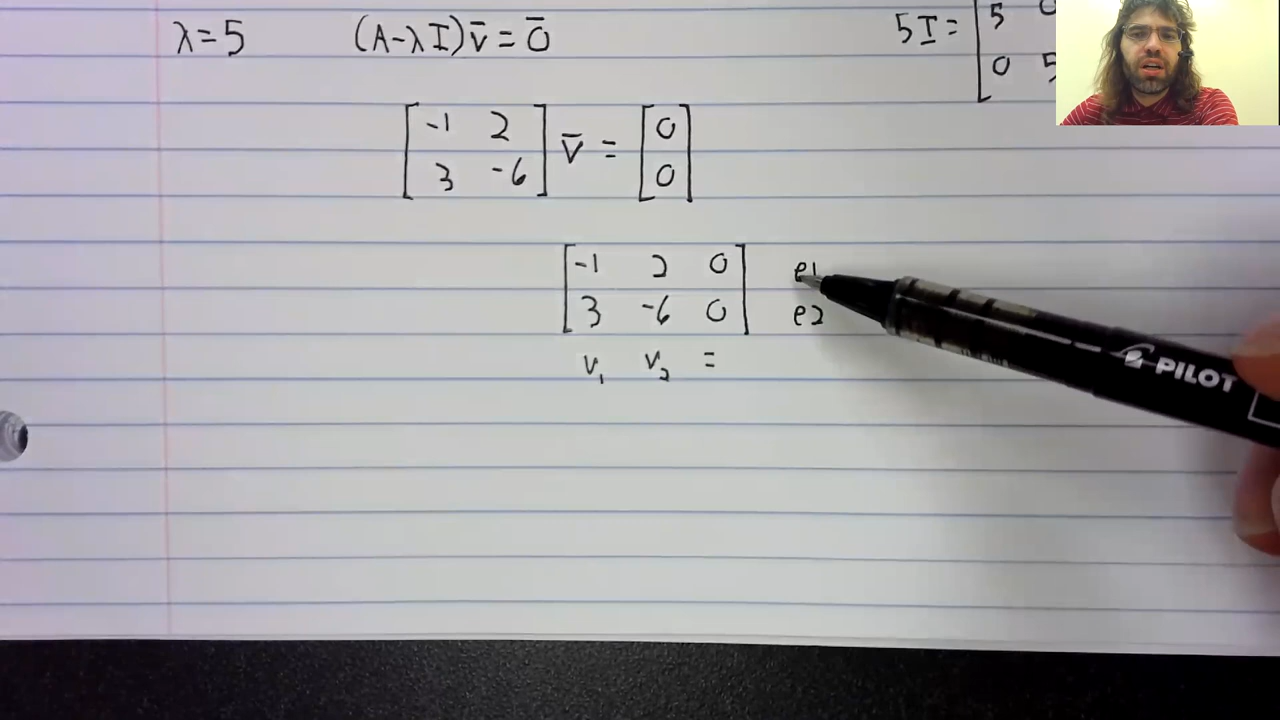 λ=5 (A-λI)v̄=0̄ 5I= [5 0
0 5
[-1 2] v̄ = [0]
[3 -6] [0]
[-1 2 0] e1
[3 -6 0] e2
v₁ v₂ =
PILOT